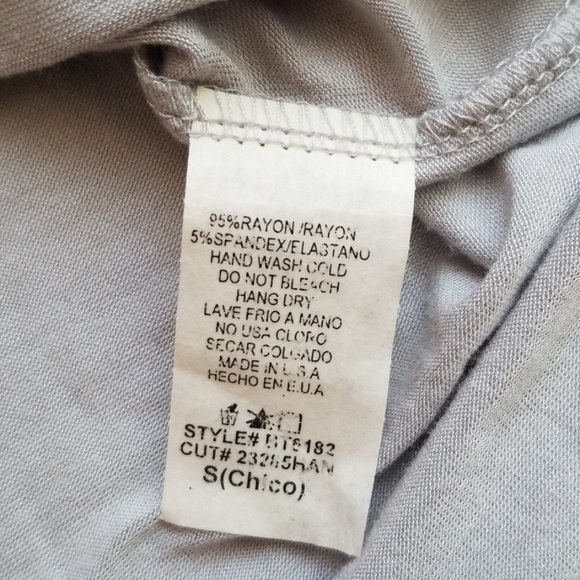 95%RAYON /RAYON
5%SPANDEX/ELASTANO
HAND WASH COLD
DO NOT BLEACH
HANG DRY
LAVE FRIO A MANO
NO USA CLORO
SECAR COLGADO
MADE IN U.S.A
HECHO EN E.U.A
STYLE#
CUT#
S(Chico)